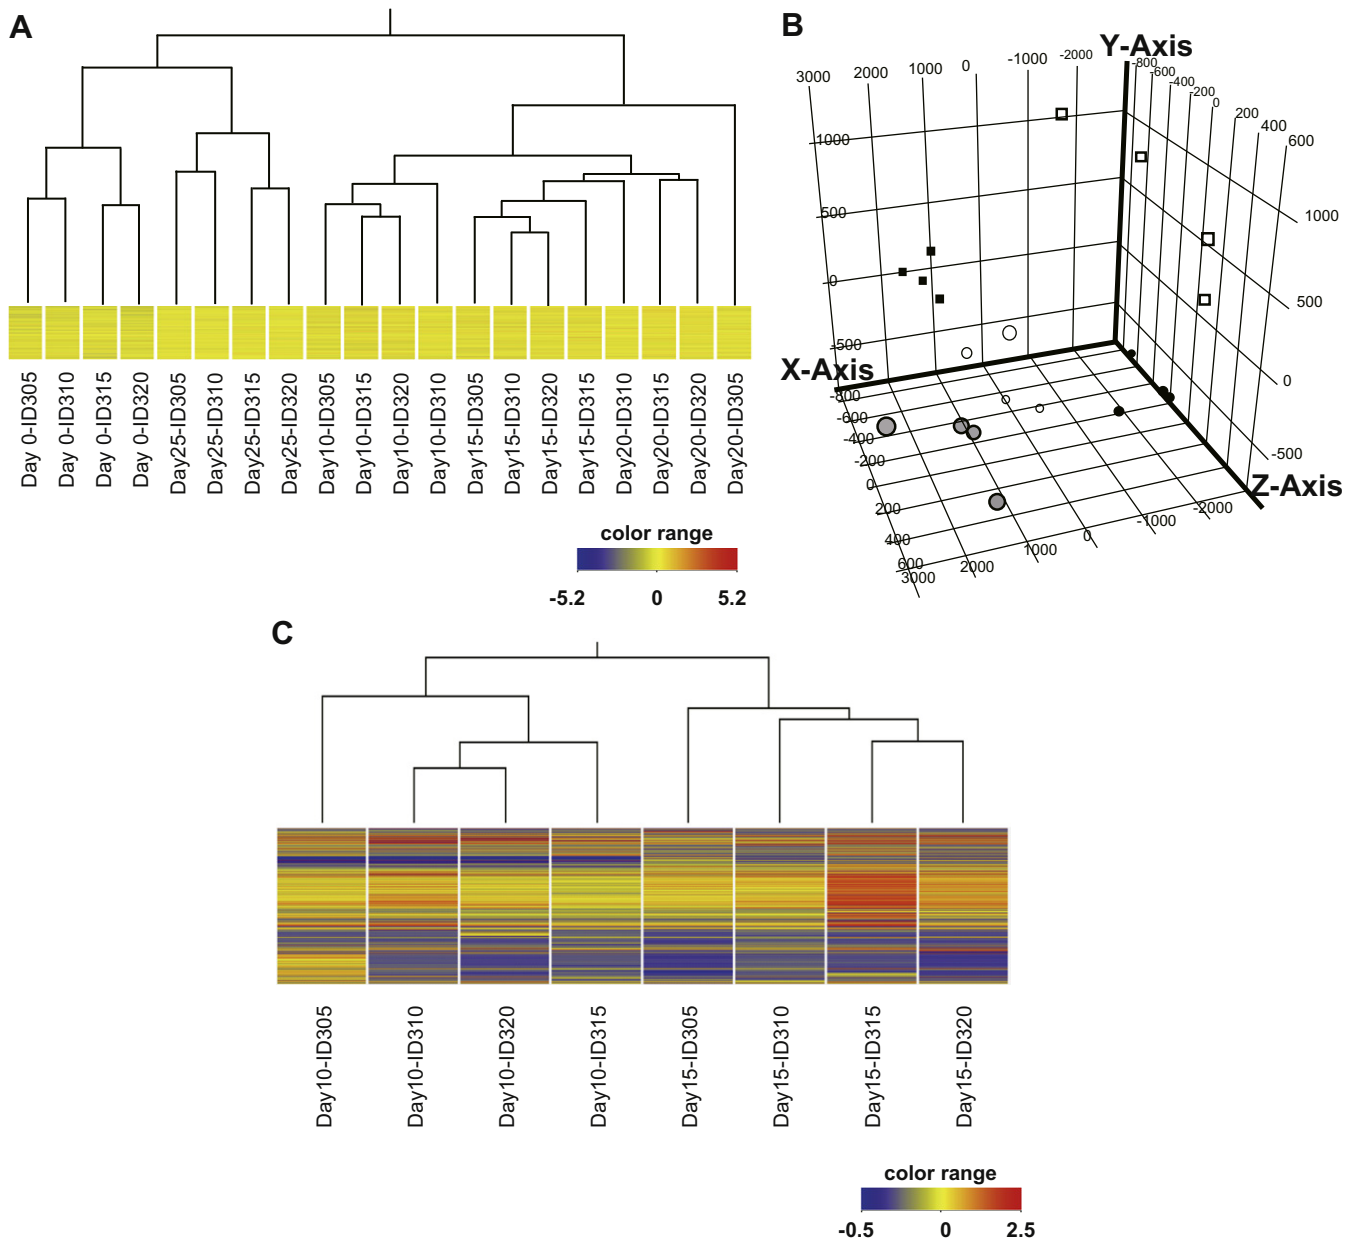 A
Day 0-ID305
Day 0-ID310
Day 0-ID315
Day 0-ID320
Day25-ID305
Day25-ID310
Day25-ID315
Day25-ID320
Day10-ID305
Day10-ID315
Day10-ID320
Day10-ID310
Day15-ID305
Day15-ID310
Day15-ID320
Day15-ID315
Day20-ID310
Day20-ID315
Day20-ID320
Day20-ID305
color range
-5.2 0 5.2
B
Y-Axis
3000 2000 1000 0 -1000 -2000
-800 -600 -400 -200 0 200 400 600
1000
500
0
-500
1000
500
0
-500
X-Axis
Z-Axis
-800
-600
-400
-200
0
200
400
600
3000 2000 1000 0 -1000 -2000
C
Day10-ID305
Day10-ID310
Day10-ID320
Day10-ID315
Day15-ID305
Day15-ID310
Day15-ID315
Day15-ID320
color range
-0.5 0 2.5